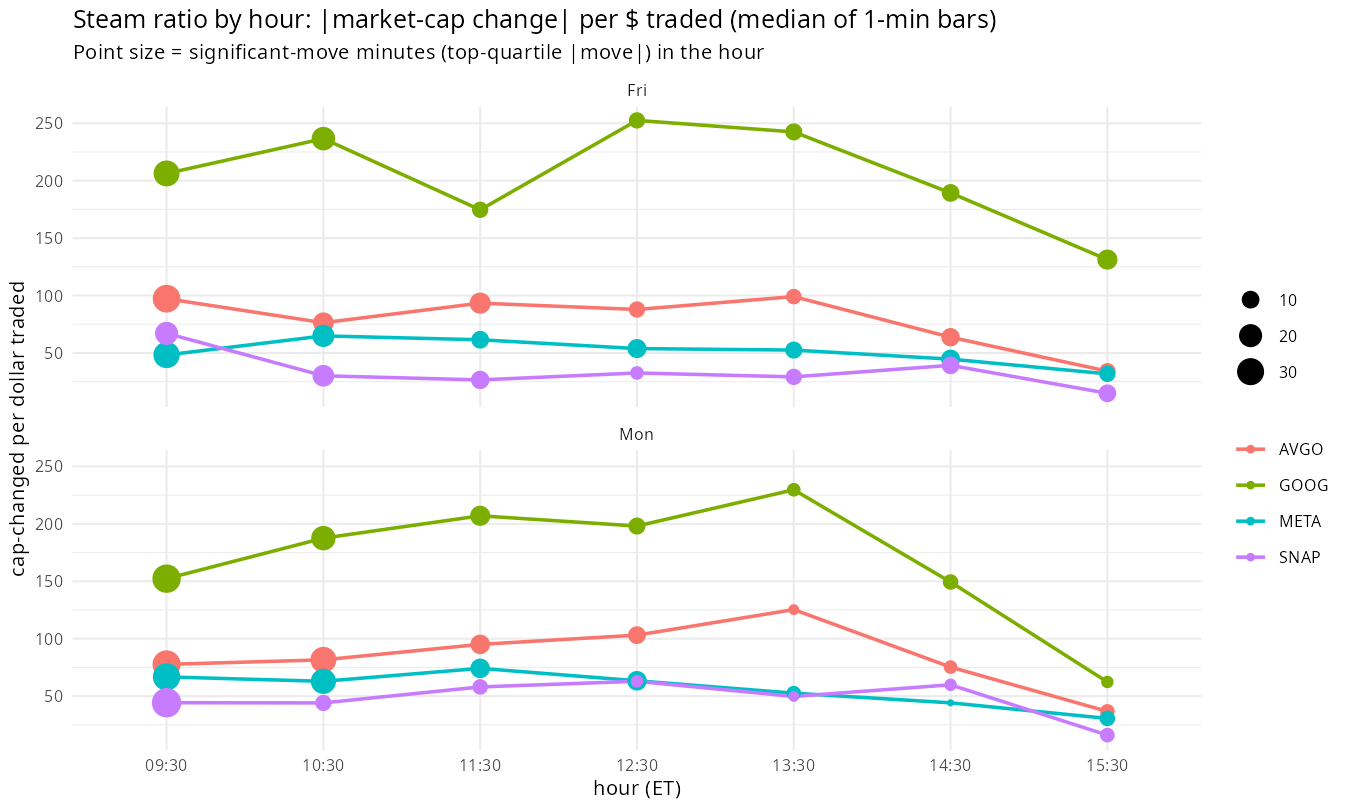 Steam ratio by hour: |market-cap change| per $ traded (median of 1-min bars)
Point size = significant-move minutes (top-quartile |move|) in the hour
Fri
250
200
150
100
50
Mon
250
200
150
100
50
09:30 10:30 11:30 12:30 13:30 14:30 15:30
hour (ET)
cap-changed per dollar traded
10
20
30
AVGO
GOOG
META
SNAP